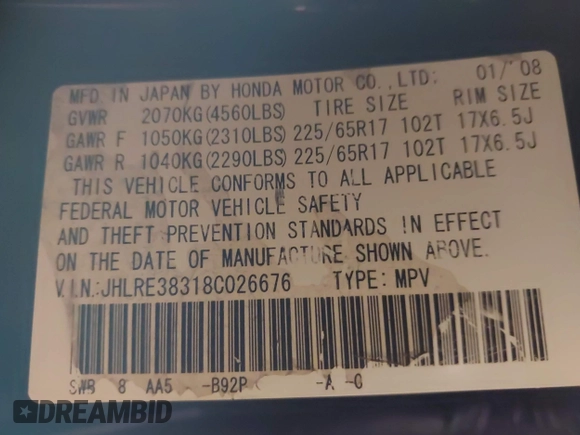 MFD. IN JAPAN BY HONDA MOTOR CO.,LTD: 01/'08
GVWR 2070KG(4560LBS) TIRE SIZE RIM SIZE
GAWR F 1050KG(2310LBS) 225/65R17 102T 17X6.5J
GAWR R 1040KG(2290LBS) 225/65R17 102T 17X6.5J
THIS VEHICLE CONFORMS TO ALL APPLICABLE
FEDERAL MOTOR VEHICLE SAFETY
AND THEFT PREVENTION STANDARDS IN EFFECT
ON THE DATE OF MANUFACTURE SHOWN ABOVE.
V.I.N.:JHLRE38318C026676 TYPE: MPV
SWB 8 AA5 -B92P -A -C
DREAMBID